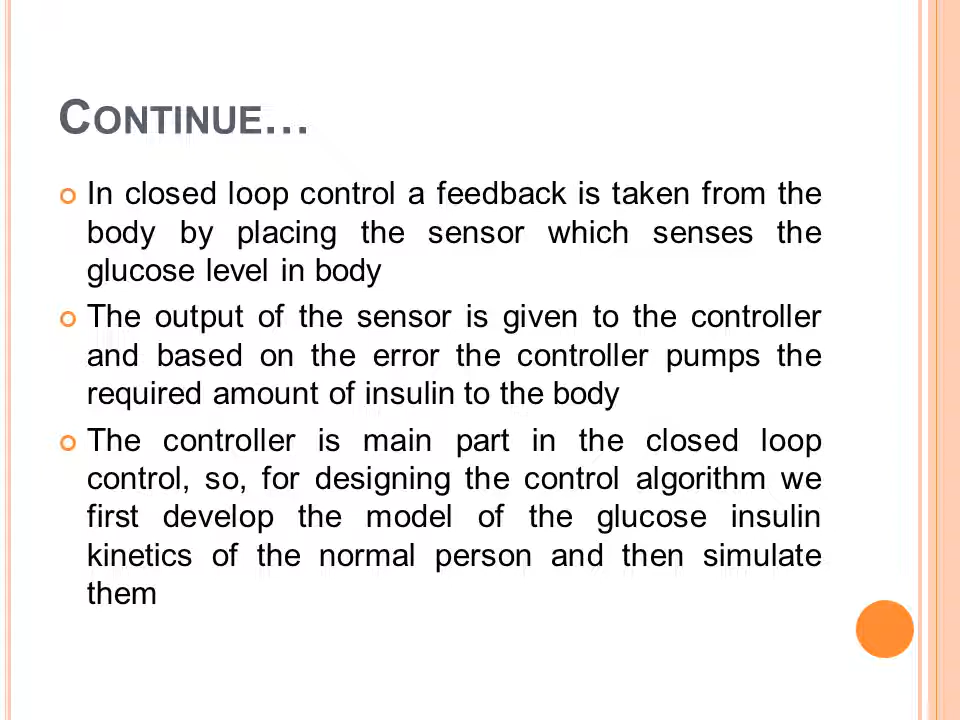 CONTINUE…
In closed loop control a feedback is taken from the
body by placing the sensor which senses the
glucose level in body
The output of the sensor is given to the controller
and based on the error the controller pumps the
required amount of insulin to the body
The controller is main part in the closed loop
control, so, for designing the control algorithm we
first develop the model of the glucose insulin
kinetics of the normal person and then simulate
them